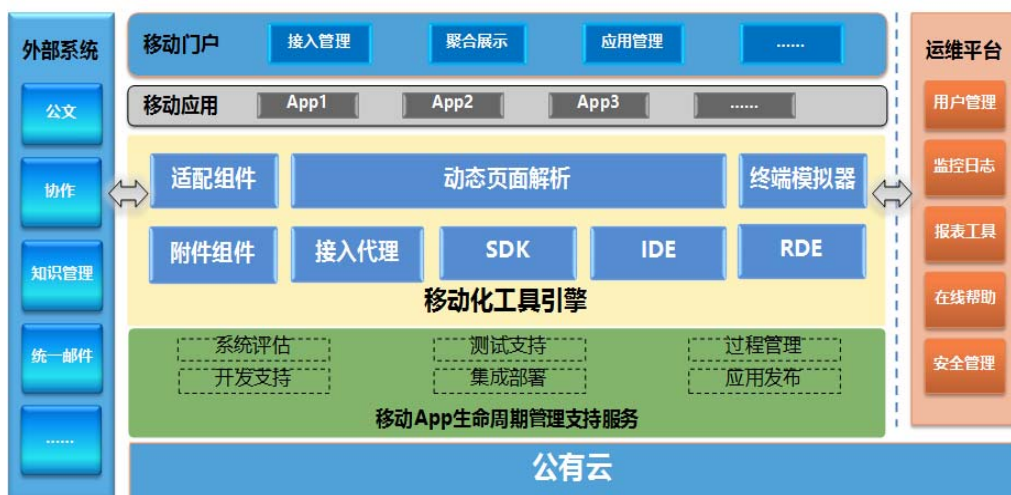 外部系统
公文
协作
知识管理
统一邮件
......
移动门户
接入管理
聚合展示
应用管理
......
移动应用
App1
App2
App3
......
适配组件
动态页面解析
终端模拟器
附件组件
接入代理
SDK
IDE
RDE
移动化工具引擎
系统评估
测试支持
过程管理
开发支持
集成部署
应用发布
移动App生命周期管理支持服务
公有云
运维平台
用户管理
监控日志
报表工具
在线帮助
安全管理